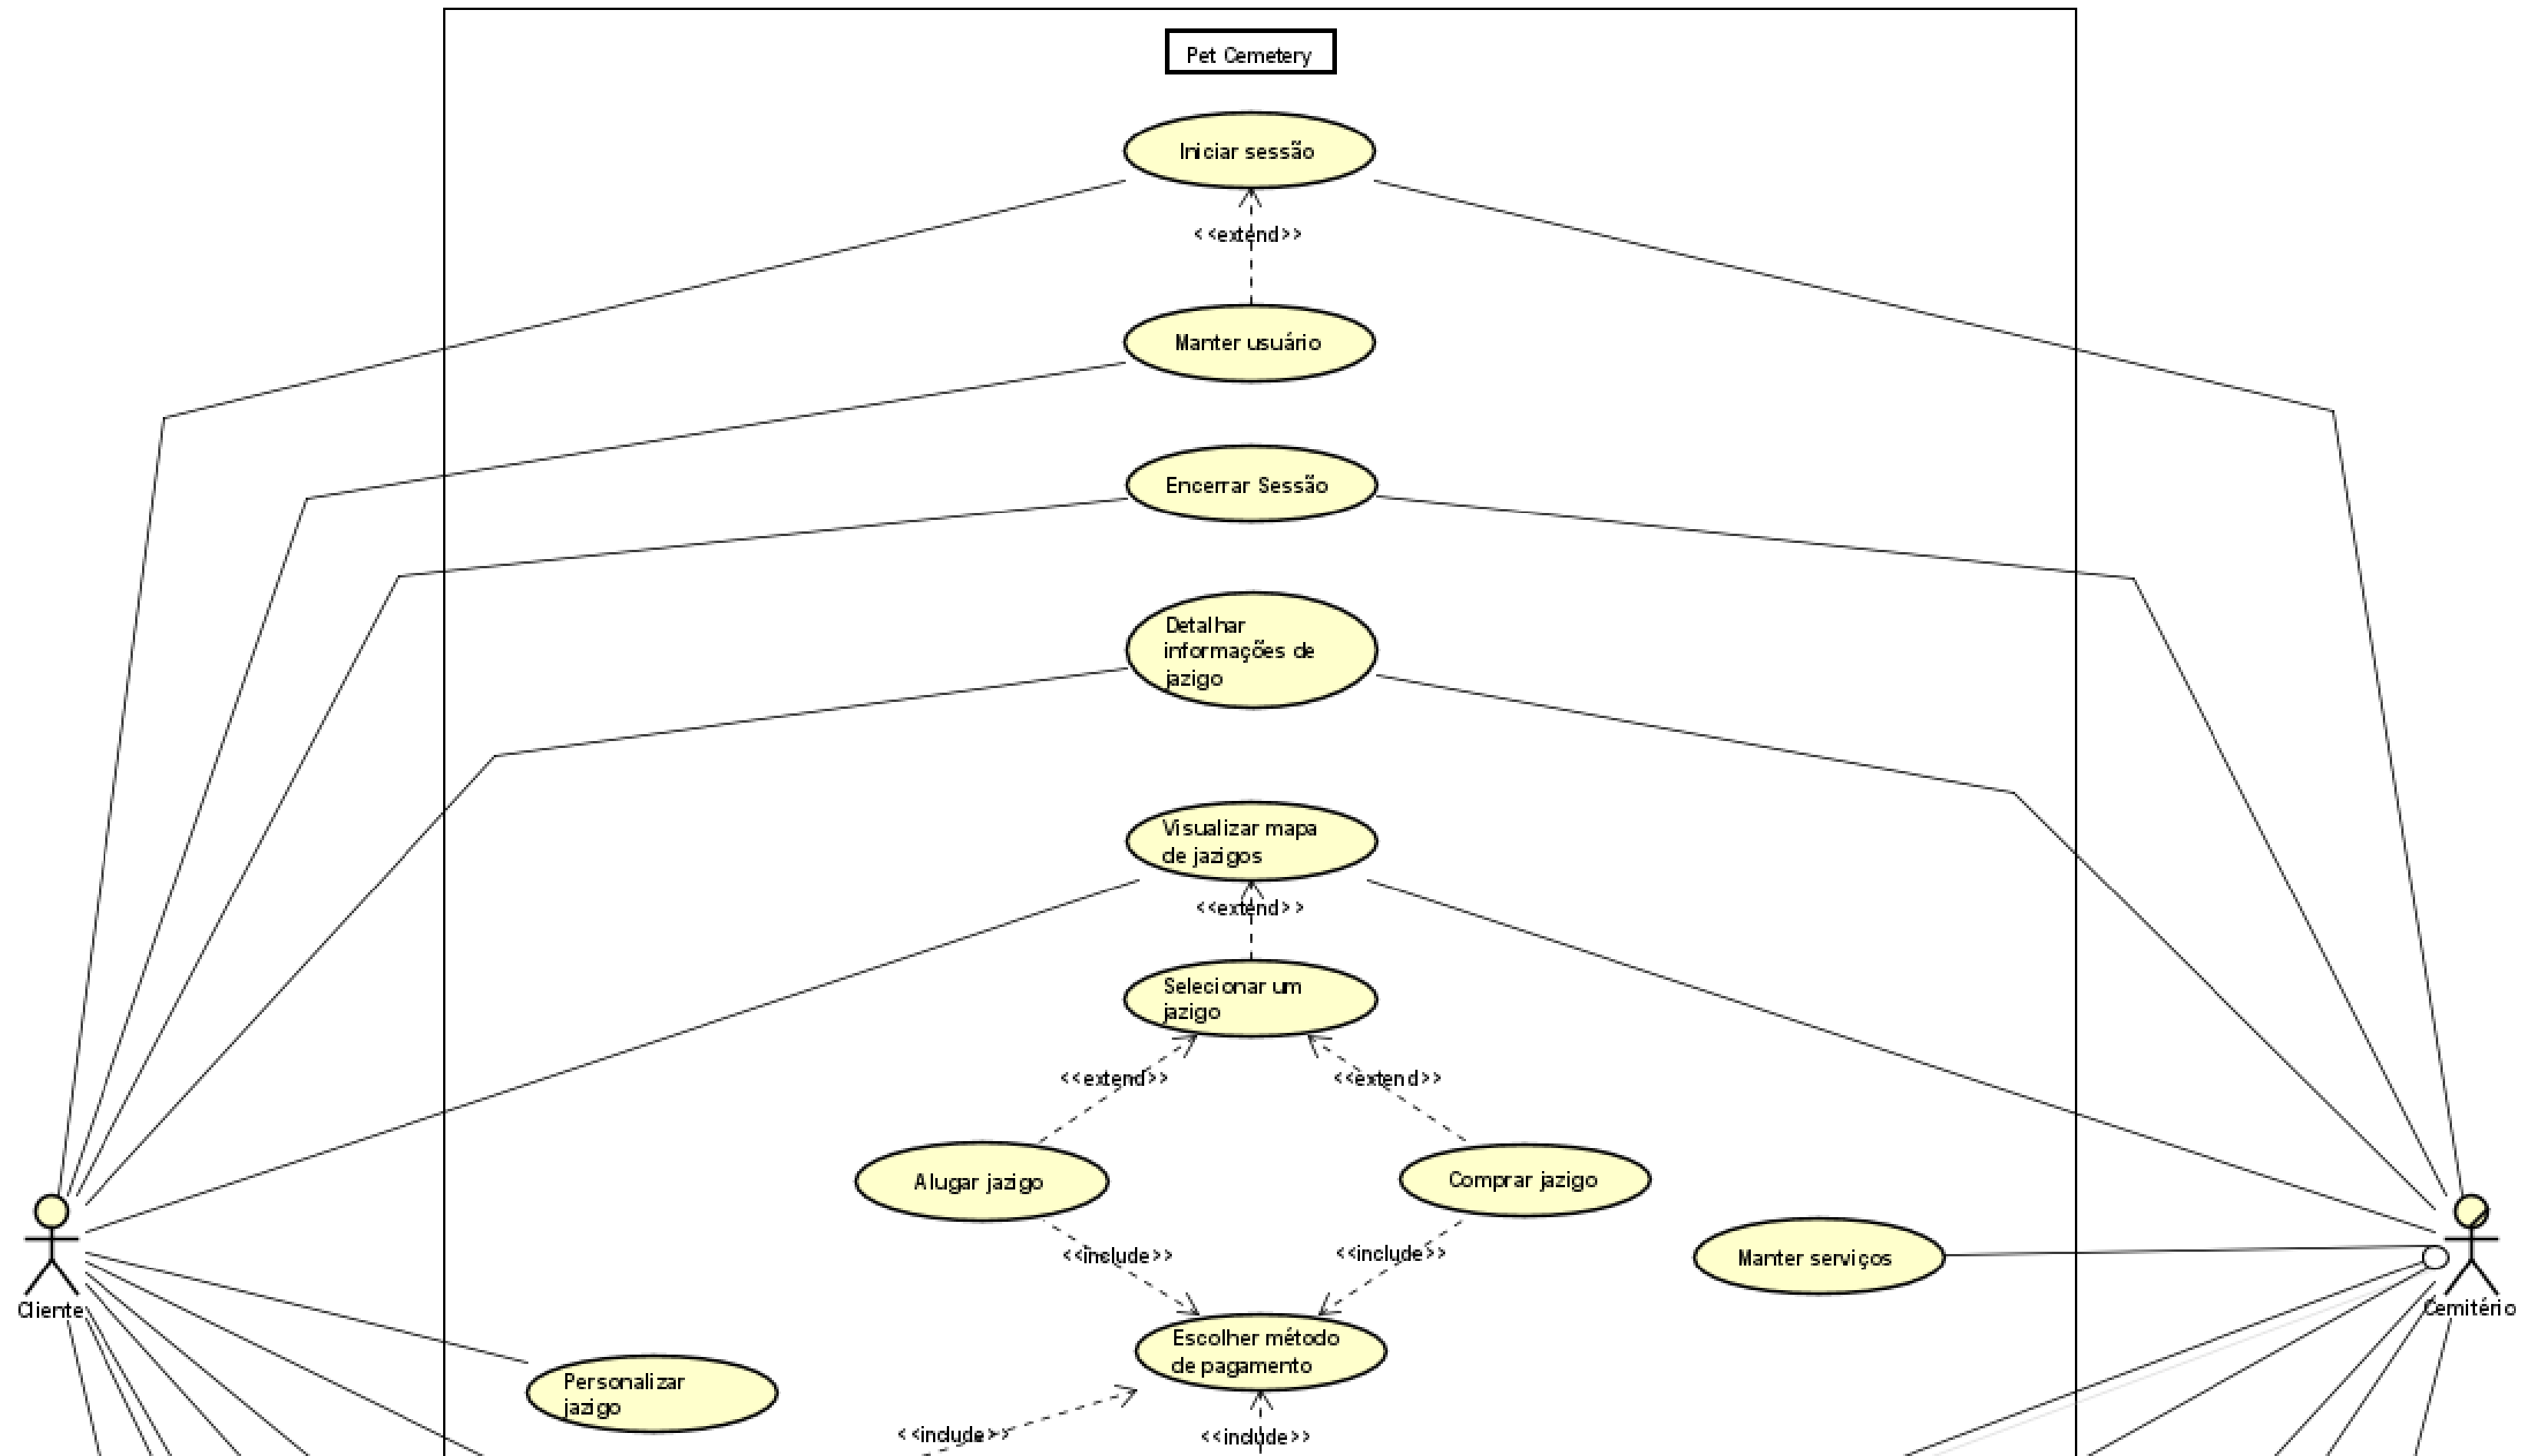 Pet Cemetery
Iniciar sessão
<<extend>>
Manter usuário
Encerrar Sessão
Detalhar
informações de
jazigo
Visualizar mapa
de jazigos
<<extend>>
Selecionar um
jazigo
<<extend>>
<<extend>>
Alugar jazigo
Comprar jazigo
<<include>>
<<include>>
Manter serviços
Cliente
Cemitério
Escolher método
de pagamento
Personalizar
jazigo
<<include>>
<<include>>